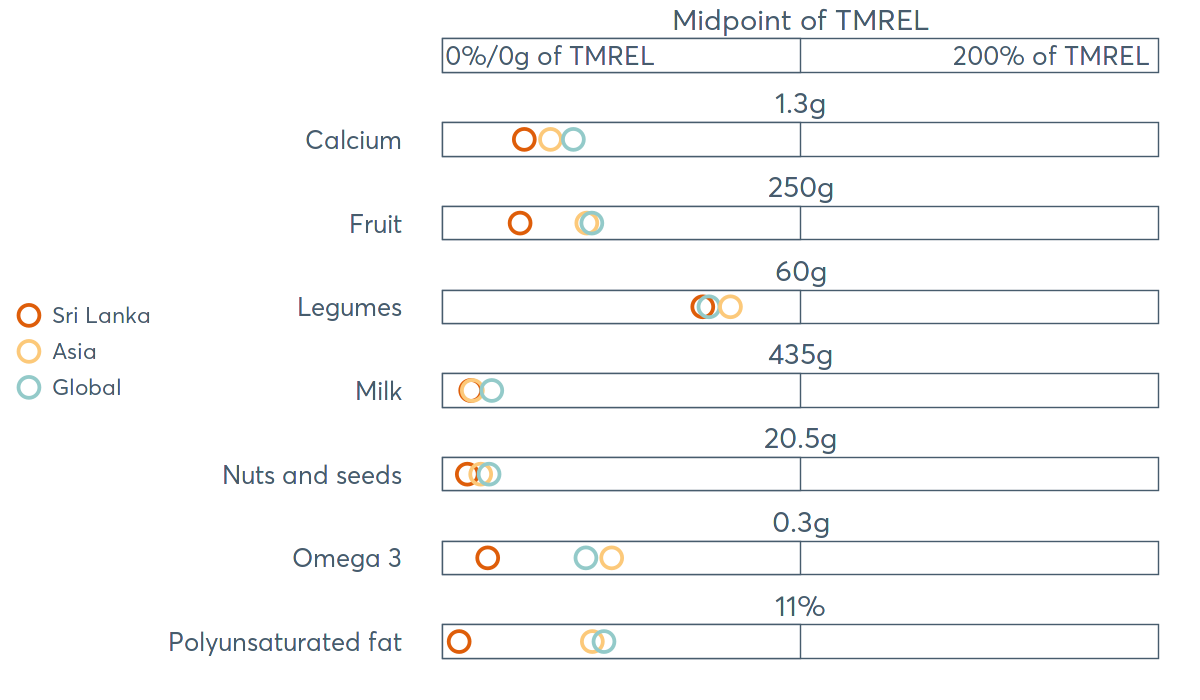 Midpoint of TMREL
0%/0g of TMREL
200% of TMREL
1.3g
Calcium
250g
Fruit
60g
Legumes
Sri Lanka
Asia
Global
435g
Milk
20.5g
Nuts and seeds
0.3g
Omega 3
11%
Polyunsaturated fat